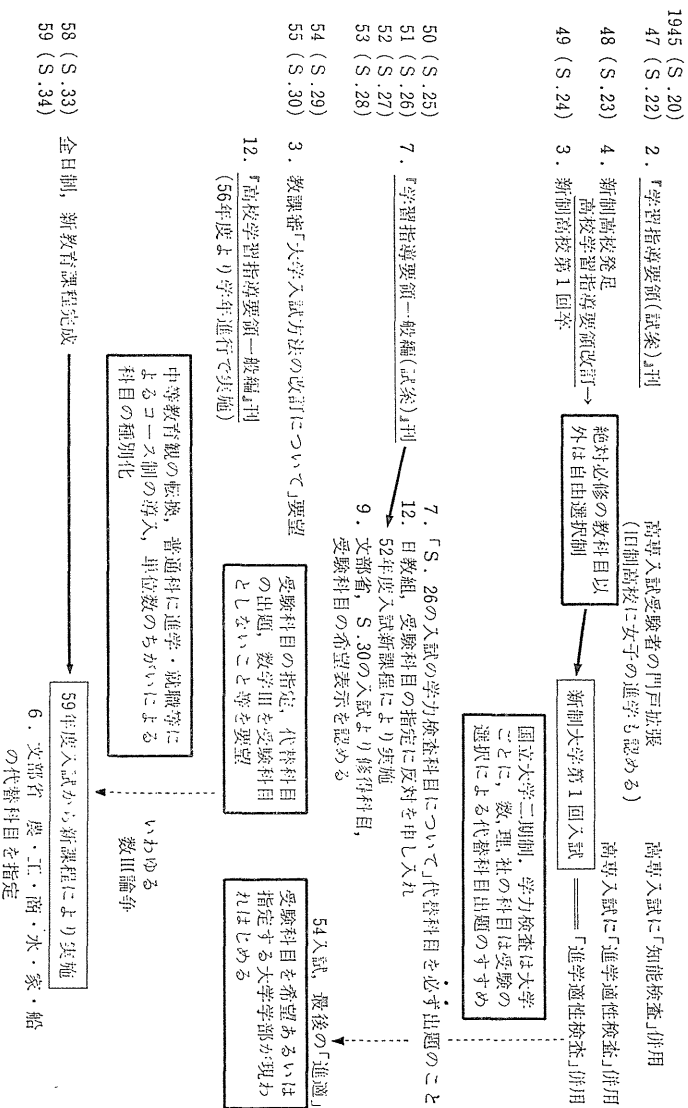 1945 (S.20)
47 (S.22) 2.『学習指導要領(試案)』刊
高専入試受験者の門戸拡張
(旧制高校に女子の進学も認める)
高専入試に「知能検査」併用
48 (S.23) 4. 新制高校発足
高校学習指導要領改訂→
絶対必修の教科目以
外は自由選択制
高専入試に「進学適性検査」併用
49 (S.24) 3. 新制高校第1回卒
新制大学第1回入試
「進学適性検査」併用
国立大学二期制. 学力検査は大学
ごとに, 数, 理, 社の科目は受験の
選択による代替科目出題のすすめ
50 (S.25)
7.「S. 26の入試の学力検査科目について」代替科目を必ず出題のこと
51 (S.26) 7.『学習指導要領一般編(試案)』刊
12. 日教組, 受験科目の指定に反対を申し入れ
52 (S.27)
52年度入試新課程により実施
53 (S.28)
9. 文部省, S.30の入試より修得科目,
受験科目の希望表示を認める
54 (S.29) 3. 教課審「大学入試方法の改訂について」要望
受験科目の指定, 代替科目
の出題, 数学Ⅲを受験科目
としないこと等を要望
54入試, 最後の「進適」
受験科目を希望あるいは
指定する大学学部が現わ
れはじめる
55 (S.30) 12.『高校学習指導要領一般編』刊
(56年度より学年進行で実施)
中等教育観の転換, 普通科に進学・就職等に
よるコース制の導入, 単位数のちがいによる
科目の種別化
いわゆる
数Ⅲ論争
58 (S.33) 全日制, 新教育課程完成
59年度入試から新課程により実施
59 (S.34)
6. 文部省 農・工・商・水・家・船
の代替科目を指定